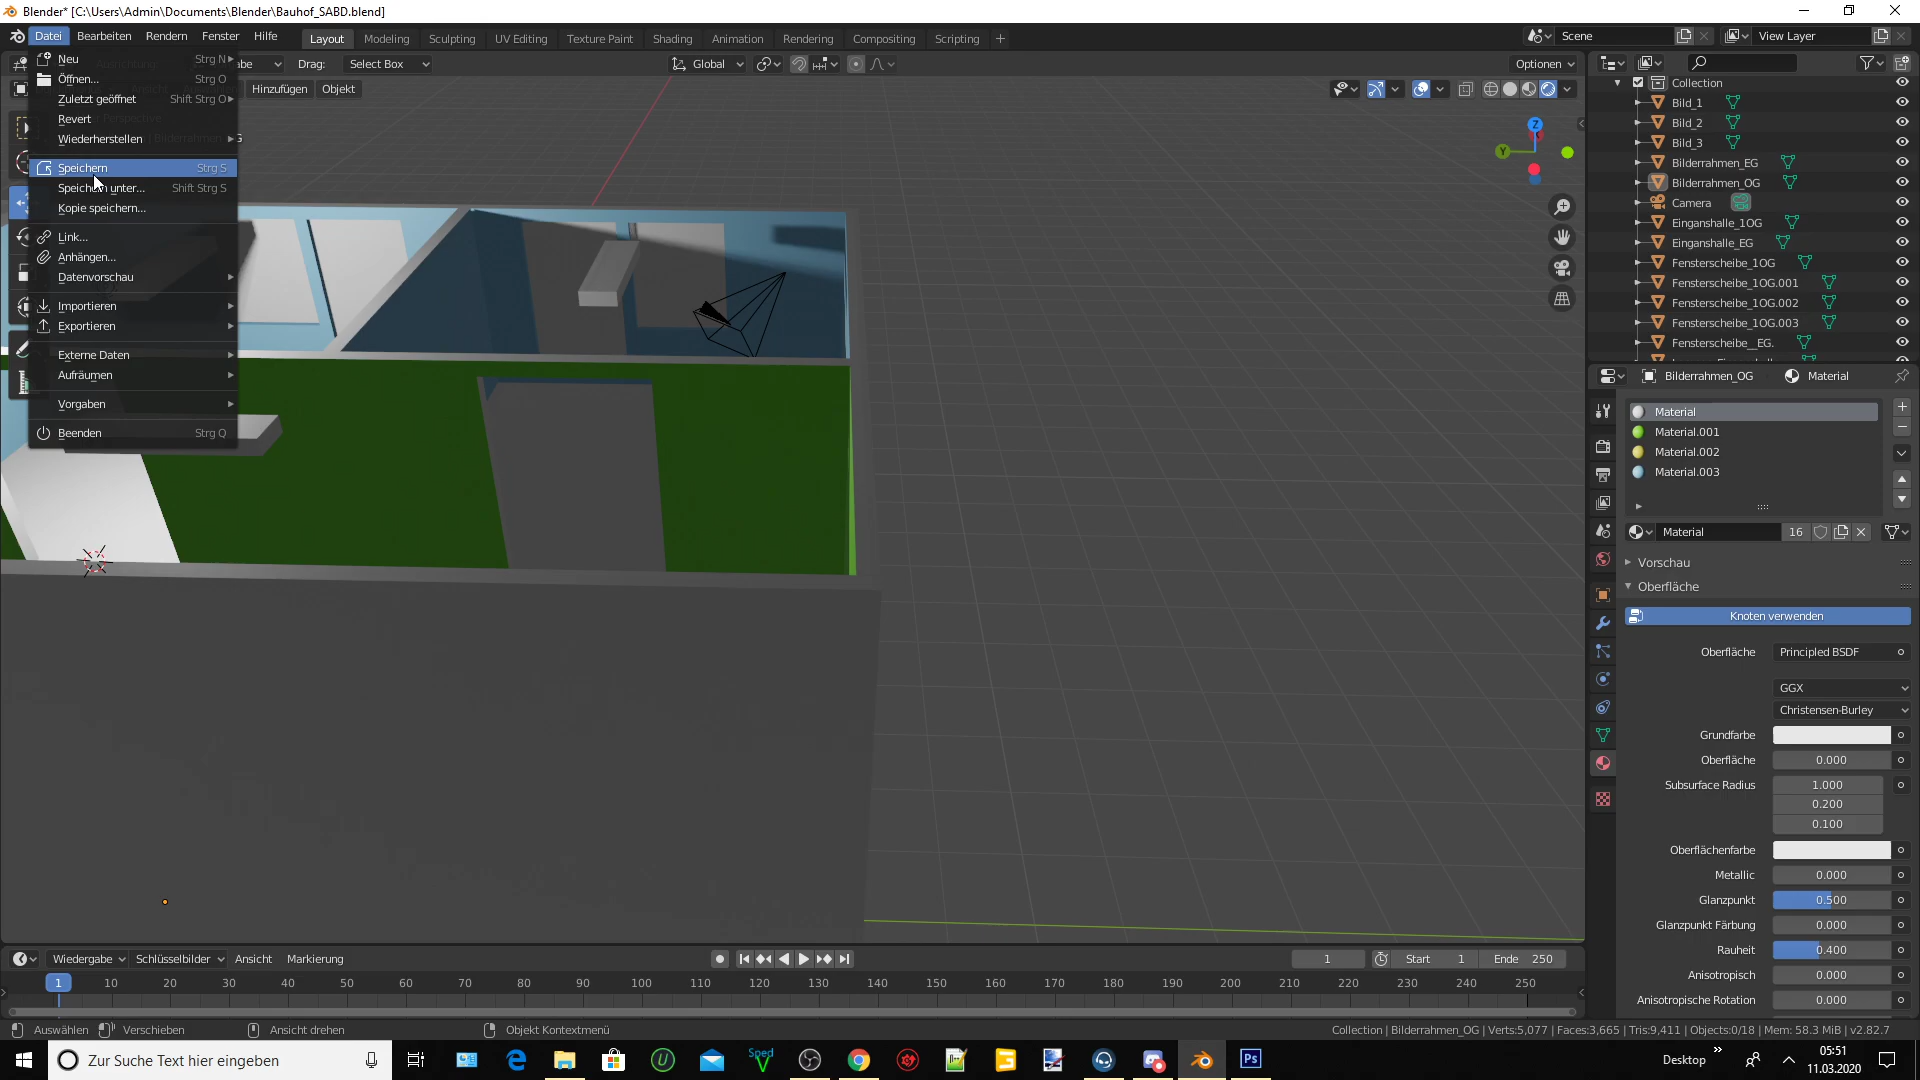 Blender* [C:\Users\Admin\Documents\Blender\Bauhof_SABD.blend]
Datei Bearbeiten Rendern Fenster Hilfe Layout Modeling Sculpting UV Editing Texture Paint Shading Animation Rendering Compositing Scripting + Scene View Layer
Drag: Select Box Global Optionen
Hinzufügen Objekt
Neu Strg N
Öffnen... Strg O
Zuletzt geöffnet Shift Strg O
Revert
Wiederherstellen
Speichern Strg S
Speichern unter... Shift Strg S
Kopie speichern...
Link...
Anhängen...
Datenvorschau
Importieren
Exportieren
Externe Daten
Aufräumen
Vorgaben
Beenden Strg Q
Z
Y
Collection
Bild_1
Bild_2
Bild_3
Bilderrahmen_EG
Bilderrahmen_OG
Camera
Einganshalle_1OG
Einganshalle_EG
Fensterscheibe_1OG
Fensterscheibe_1OG.001
Fensterscheibe_1OG.002
Fensterscheibe_1OG.003
Fensterscheibe__EG.
Bilderrahmen_OG Material
Material
Material.001
Material.002
Material.003
Material 16
Vorschau
Oberfläche
Knoten verwenden
Oberfläche Principled BSDF
GGX
Christensen-Burley
Grundfarbe
Oberfläche 0.000
Subsurface Radius 1.000
0.200
0.100
Oberflächenfarbe
Metallic 0.000
Glanzpunkt 0.500
Glanzpunkt Färbung 0.000
Rauheit 0.400
Anisotropisch 0.000
Anisotropische Rotation 0.000
Wiedergabe Schlüsselbilder Ansicht Markierung 1 Start 1 Ende 250
1 10 20 30 40 50 60 70 80 90 100 110 120 130 140 150 160 170 180 190 200 210 220 230 240 250
Auswählen Verschieben Ansicht drehen Objekt Kontextmenü Collection | Bilderrahmen_OG | Verts:5,077 | Faces:3,665 | Tris:9,411 | Objects:0/18 | Mem: 58.3 MiB | v2.82.7
Zur Suche Text hier eingeben Sped V Ps Desktop 05:51
11.03.2020